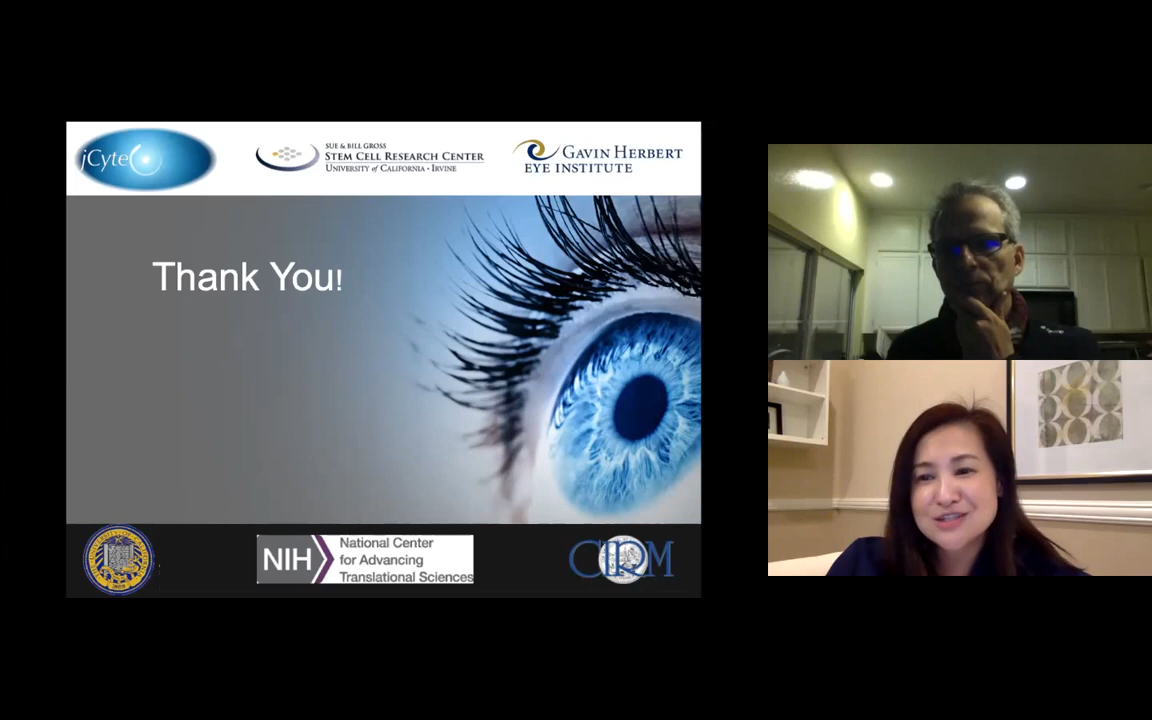 jCyte
SUE & BILL GROSS
STEM CELL RESEARCH CENTER
UNIVERSITY of CALIFORNIA • IRVINE
GAVIN HERBERT
EYE INSTITUTE
Thank You!
NIH
National Center
for Advancing
Translational Sciences
CIRM